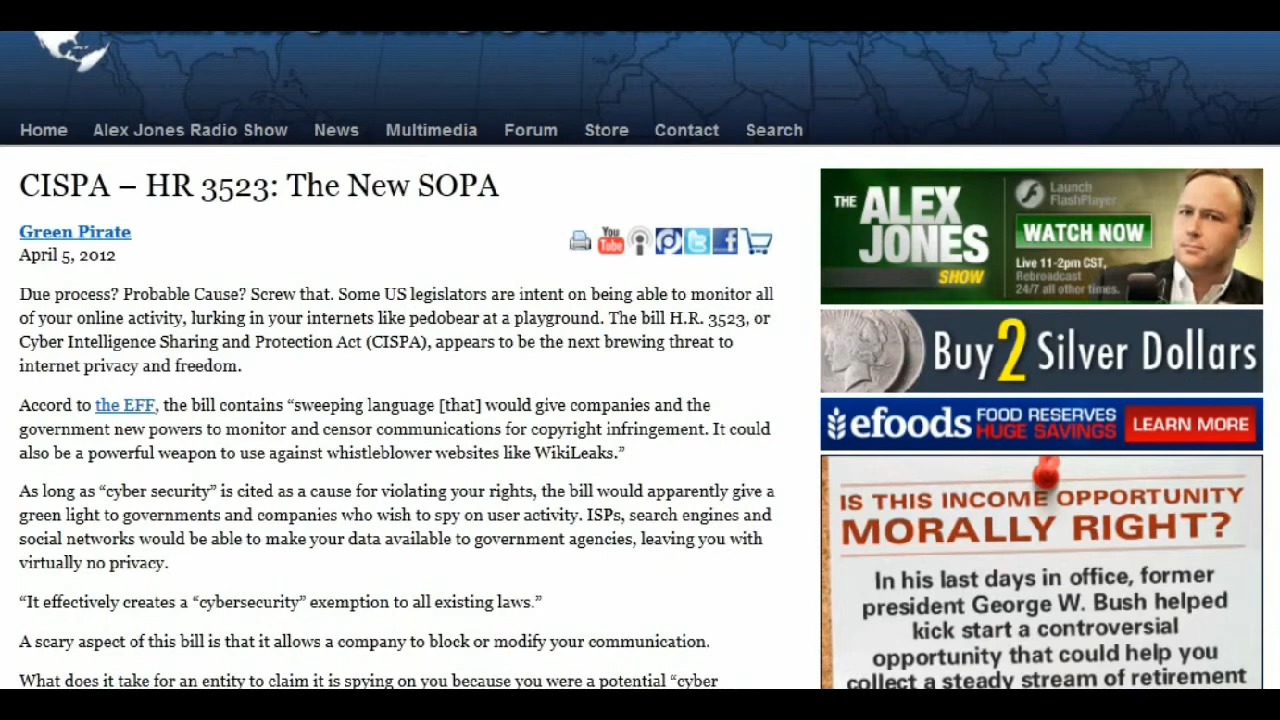 Home Alex Jones Radio Show News Multimedia Forum Store Contact Search
CISPA – HR 3523: The New SOPA
Green Pirate
April 5, 2012
You
Tube
Due process? Probable Cause? Screw that. Some US legislators are intent on being able to monitor all
of your online activity, lurking in your internets like pedobear at a playground. The bill H.R. 3523, or
Cyber Intelligence Sharing and Protection Act (CISPA), appears to be the next brewing threat to
internet privacy and freedom.
Accord to the EFF, the bill contains “sweeping language [that] would give companies and the
government new powers to monitor and censor communications for copyright infringement. It could
also be a powerful weapon to use against whistleblower websites like WikiLeaks.”
As long as “cyber security” is cited as a cause for violating your rights, the bill would apparently give a
green light to governments and companies who wish to spy on user activity. ISPs, search engines and
social networks would be able to make your data available to government agencies, leaving you with
virtually no privacy.
“It effectively creates a “cybersecurity” exemption to all existing laws.”
A scary aspect of this bill is that it allows a company to block or modify your communication.
What does it take for an entity to claim it is spying on you because you were a potential “cyber
THE ALEX
JONES
SHOW
Launch
FlashPlayer
WATCH NOW
Live 11-2pm CST,
Rebroadcast
24/7 all other times.
Buy 2 Silver Dollars
efoods FOOD RESERVES
HUGE SAVINGS
LEARN MORE
IS THIS INCOME OPPORTUNITY
MORALLY RIGHT?
In his last days in office, former
president George W. Bush helped
kick start a controversial
opportunity that could help you
collect a steady stream of retirement